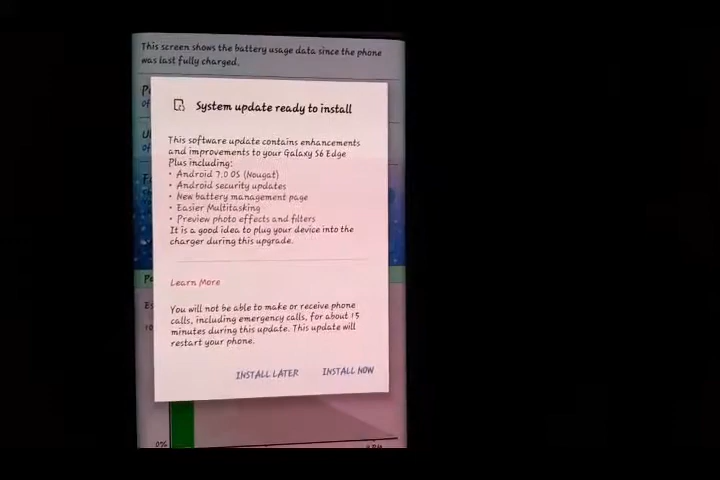 This screen shows the battery usage data since the phone
was last fully charged.
System update ready to install
This software update contains enhancements
and improvements to your Galaxy S6 Edge
Plus including:
• Android 7.0 OS (Nougat)
• Android security updates
• New battery management page
• Easier Multitasking
• Preview photo effects and filters
It is a good idea to plug your device into the
charger during this upgrade.
Learn More
You will not be able to make or receive phone
calls, including emergency calls, for about 15
minutes during this update. This update will
restart your phone.
INSTALL LATER INSTALL NOW
0%